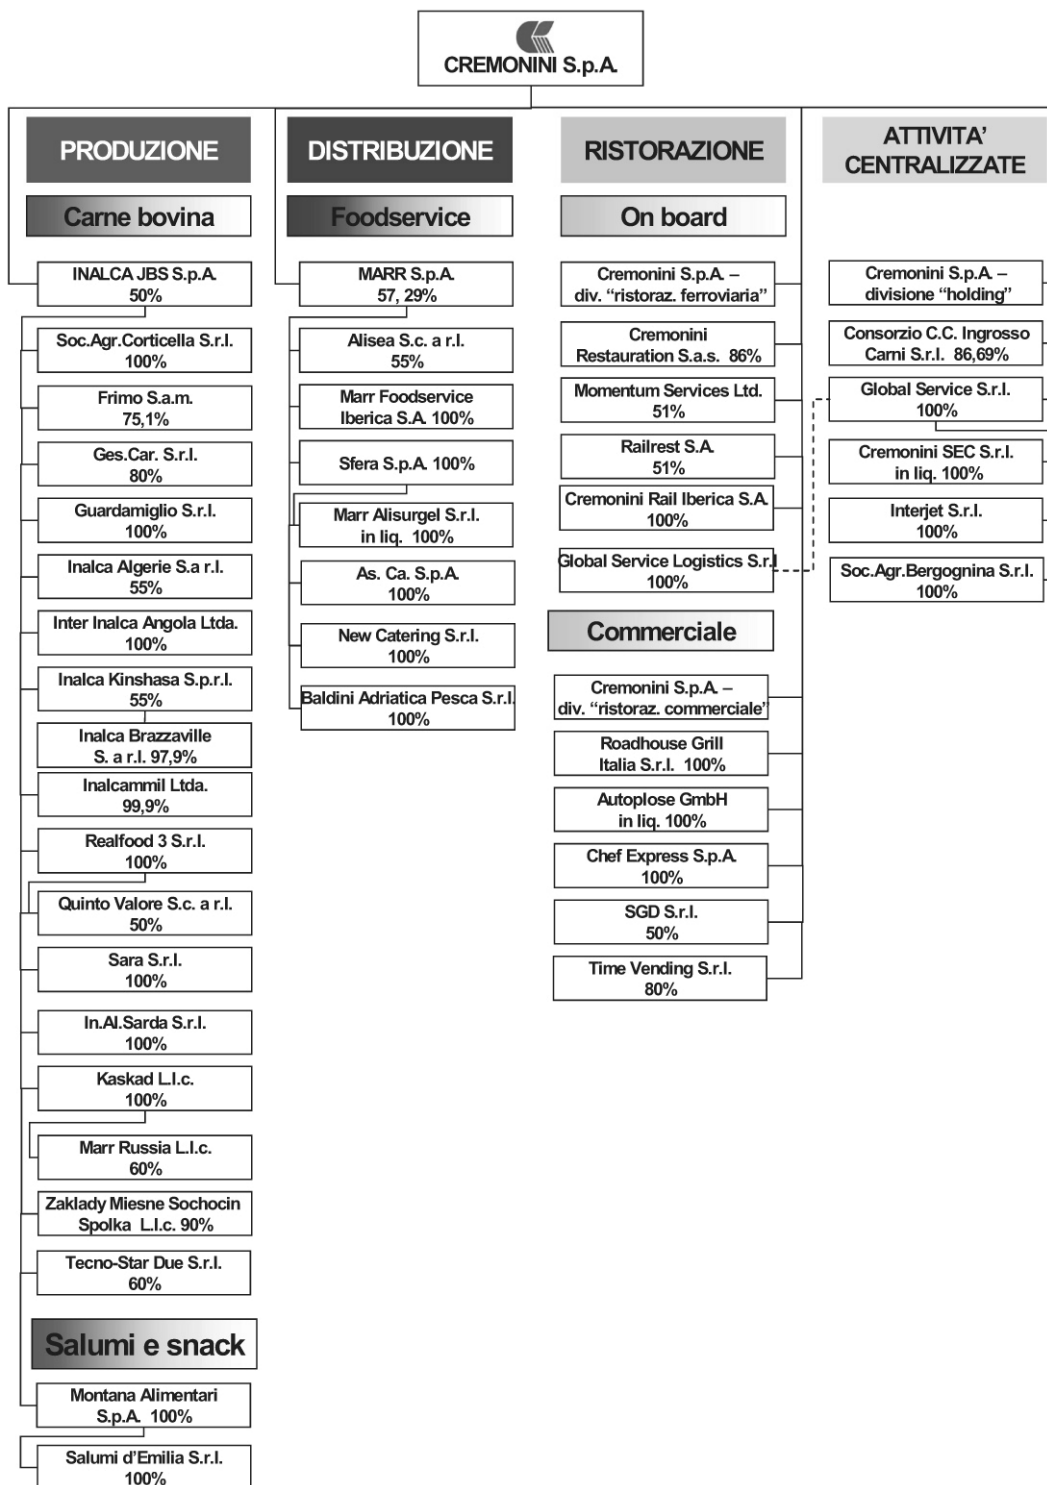 CREMONINI S.p.A.
PRODUZIONE
Carne bovina
INALCA JBS S.p.A.
50%
Soc.Agr.Corticella S.r.l.
100%
Frimo S.a.m.
75,1%
Ges.Car. S.r.l.
80%
Guardamiglio S.r.l.
100%
Inalca Algerie S.a r.l.
55%
Inter Inalca Angola Ltda.
100%
Inalca Kinshasa S.p.r.l.
55%
Inalca Brazzaville
S. a r.l. 97,9%
Inalcammil Ltda.
99,9%
Realfood 3 S.r.l.
100%
Quinto Valore S.c. a r.l.
50%
Sara S.r.l.
100%
In.Al.Sarda S.r.l.
100%
Kaskad L.l.c.
100%
Marr Russia L.l.c.
60%
Zaklady Miesne Sochocin
Spolka L.l.c. 90%
Tecno-Star Due S.r.l.
60%
Salumi e snack
Montana Alimentari
S.p.A. 100%
Salumi d'Emilia S.r.l.
100%
DISTRIBUZIONE
Foodservice
MARR S.p.A.
57, 29%
Alisea S.c. a r.l.
55%
Marr Foodservice
Iberica S.A. 100%
Sfera S.p.A. 100%
Marr Alisurgel S.r.l.
in liq. 100%
As. Ca. S.p.A.
100%
New Catering S.r.l.
100%
Baldini Adriatica Pesca S.r.l.
100%
RISTORAZIONE
On board
Cremonini S.p.A. –
div. “ristoraz. ferroviaria”
Cremonini
Restauration S.a.s. 86%
Momentum Services Ltd.
51%
Railrest S.A.
51%
Cremonini Rail Iberica S.A.
100%
Global Service Logistics S.r.l
100%
Commerciale
Cremonini S.p.A. –
div. “ristoraz. commerciale”
Roadhouse Grill
Italia S.r.l. 100%
Autoplose GmbH
in liq. 100%
Chef Express S.p.A.
100%
SGD S.r.l.
50%
Time Vending S.r.l.
80%
ATTIVITA’
CENTRALIZZATE
Cremonini S.p.A. –
divisione “holding”
Consorzio C.C. Ingrosso
Carni S.r.l. 86,69%
Global Service S.r.l.
100%
Cremonini SEC S.r.l.
in liq. 100%
Interjet S.r.l.
100%
Soc.Agr.Bergognina S.r.l.
100%